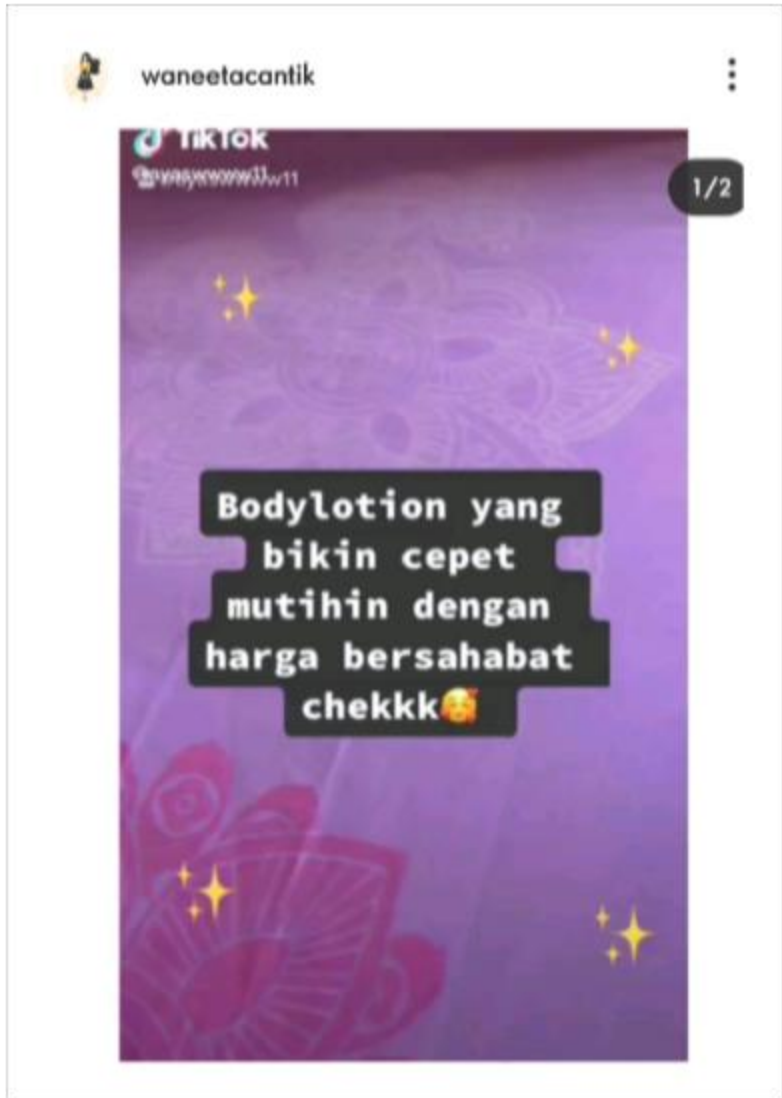 waneetacantik
TikTok
1/2
Bodylotion yang
bikin cepet
mutihin dengan
harga bersahabat
chekkk🥰